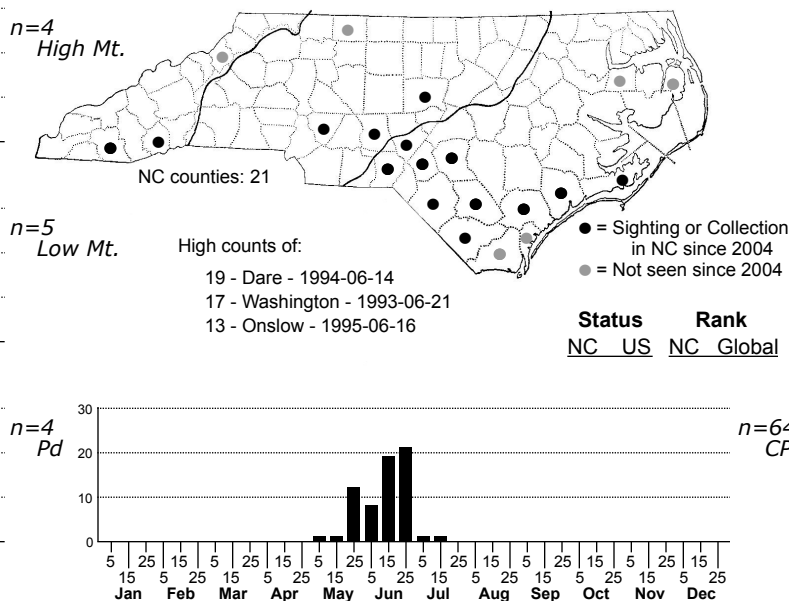 n=4
High Mt.
NC counties: 21
n=5
Low Mt.
High counts of:
19 - Dare - 1994-06-14
17 - Washington - 1993-06-21
13 - Onslow - 1995-06-16
= Sighting or Collection
in NC since 2004
= Not seen since 2004
Status Rank
NC US NC Global
n=4
Pd
n=64
CP
30
20
10
0
5 25 15 5 25 15 5 25 15 5 25 15 5 25 15 5 25 15
15 5 25 15 5 25 15 5 25 15 5 25 15 5 25 15 5 25
Jan Feb Mar Apr May Jun Jul Aug Sep Oct Nov Dec